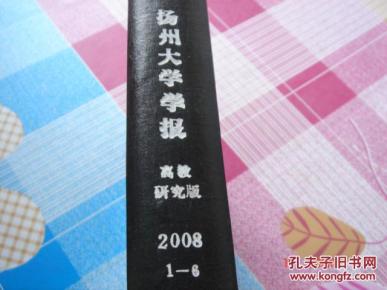 扬州大学学报
高教
研究版
2008
1-6
孔夫子旧书网
www.kongfz.com